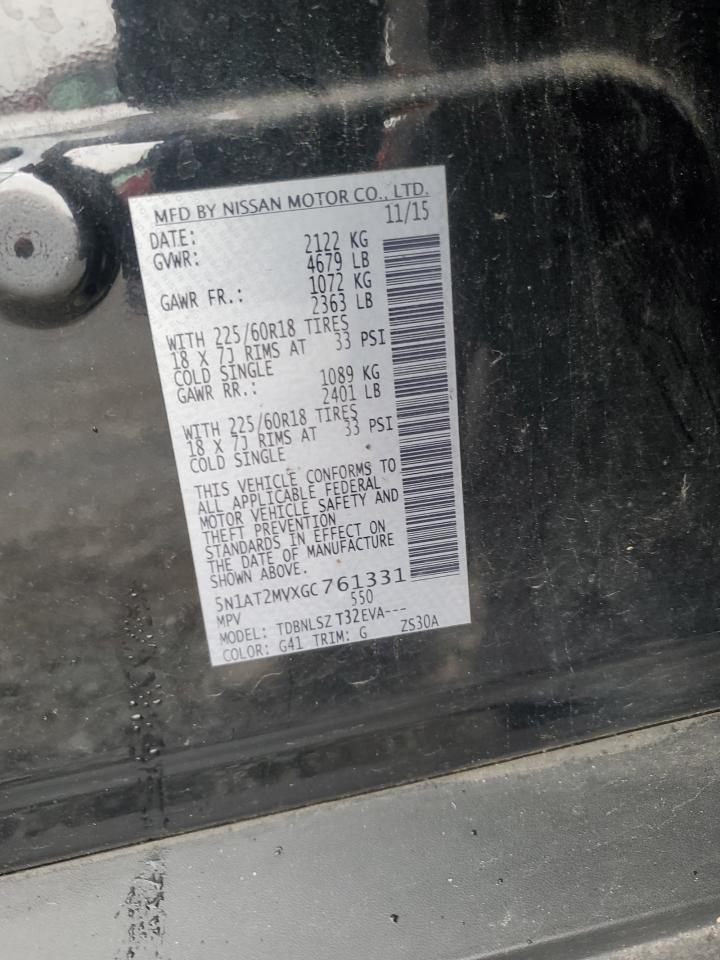 MFD BY NISSAN MOTOR CO., LTD.
DATE: 11/15
GVWR: 2122 KG
4679 LB
GAWR FR.: 1072 KG
2363 LB
WITH 225/60R18 TIRES
18 X 7J RIMS AT 33 PSI
COLD SINGLE
GAWR RR.: 1089 KG
2401 LB
WITH 225/60R18 TIRES
18 X 7J RIMS AT 33 PSI
COLD SINGLE
THIS VEHICLE CONFORMS TO
ALL APPLICABLE FEDERAL
MOTOR VEHICLE SAFETY AND
THEFT PREVENTION
STANDARDS IN EFFECT ON
THE DATE OF MANUFACTURE
SHOWN ABOVE.
5N1AT2MVXGC761331
MPV 550
MODEL: TDBNLSZ T32EVA---
COLOR: G41 TRIM: G ZS30A